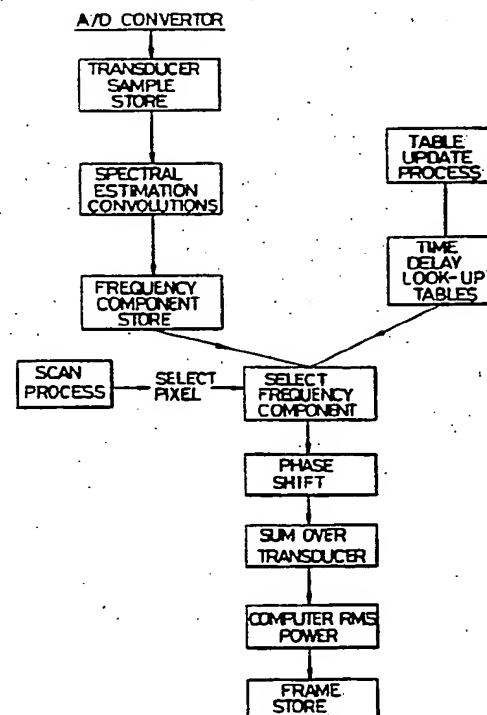 A/D CONVERTOR
TRANSDUCER
SAMPLE
STORE
TABLE
UPDATE
PROCESS
SPECTRAL
ESTIMATION
CONVOLUTIONS
TIME
DELAY
LOOK-UP
TABLES
FREQUENCY
COMPONENT
STORE
SCAN
PROCESS
SELECT
PIXEL
SELECT
FREQUENCY
COMPONENT
PHASE
SHIFT
SUM OVER
TRANSDUCER
COMPUTER RMS
POWER
FRAME
STORE